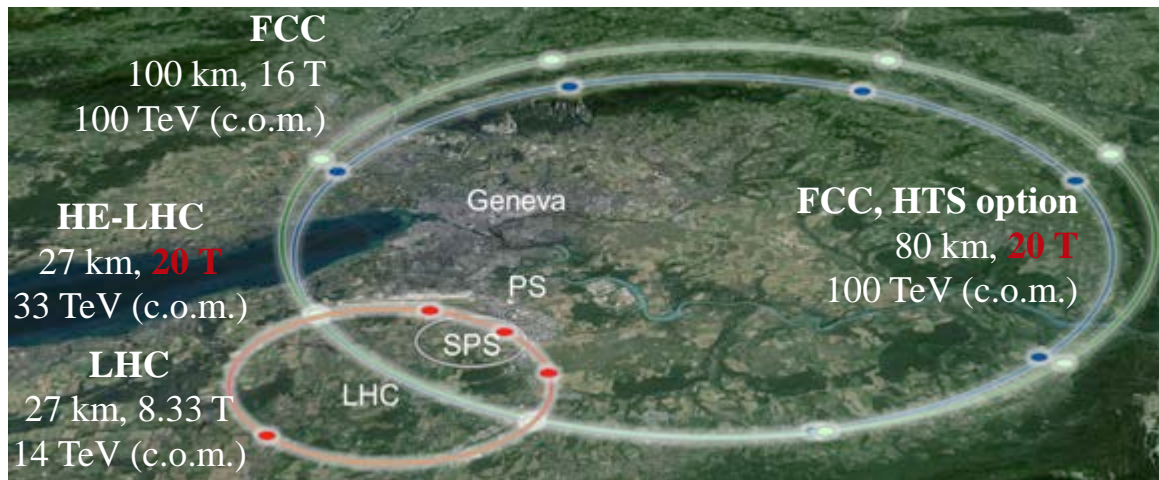 FCC
100 km, 16 T
100 TeV (c.o.m.)
Geneva
HE-LHC
27 km, 20 T
33 TeV (c.o.m.)
FCC, HTS option
80 km, 20 T
100 TeV (c.o.m.)
PS
SPS
LHC
27 km, 8.33 T
14 TeV (c.o.m.)
LHC